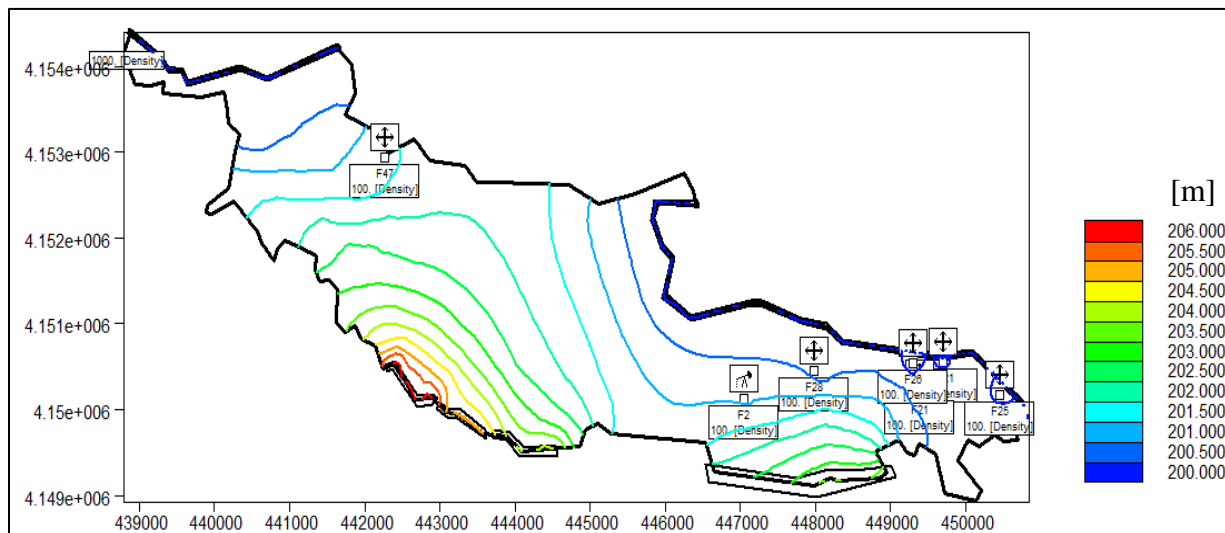 1000. [Density]
4.154e+006
4.153e+006
4.152e+006
4.151e+006
4.15e+006
4.149e+006
439000 440000 441000 442000 443000 444000 445000 446000 447000 448000 449000 450000
F47
100. [Density]
F2
100. [Density]
F28
100. [Density]
F26
100. [Density]
F21
100. [Density]
F25
100. [Density]
[m]
206.000
205.500
205.000
204.500
204.000
203.500
203.000
202.500
202.000
201.500
201.000
200.500
200.000